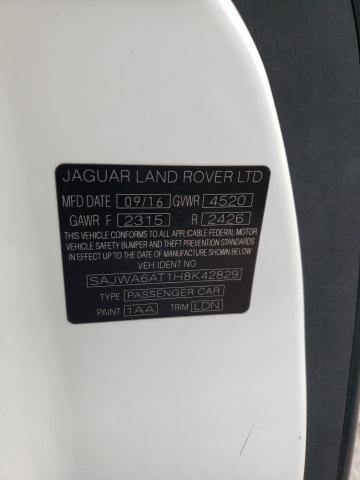 JAGUAR LAND ROVER LTD
MFD DATE 09/16 GVWR 4520
GAWR F 2315 R 2426
THIS VEHICLE CONFORMS TO ALL APPLICABLE FEDERAL MOTOR
VEHICLE SAFETY, BUMPER, AND THEFT PREVENTION STANDARDS
IN EFFECT UP TO THE DATE OF MANUFACTURE SHOWN ABOVE.
VEH IDENT NO
SAJWA6AT1H8K42829
TYPE PASSENGER CAR
PAINT 1AA TRIM LDN